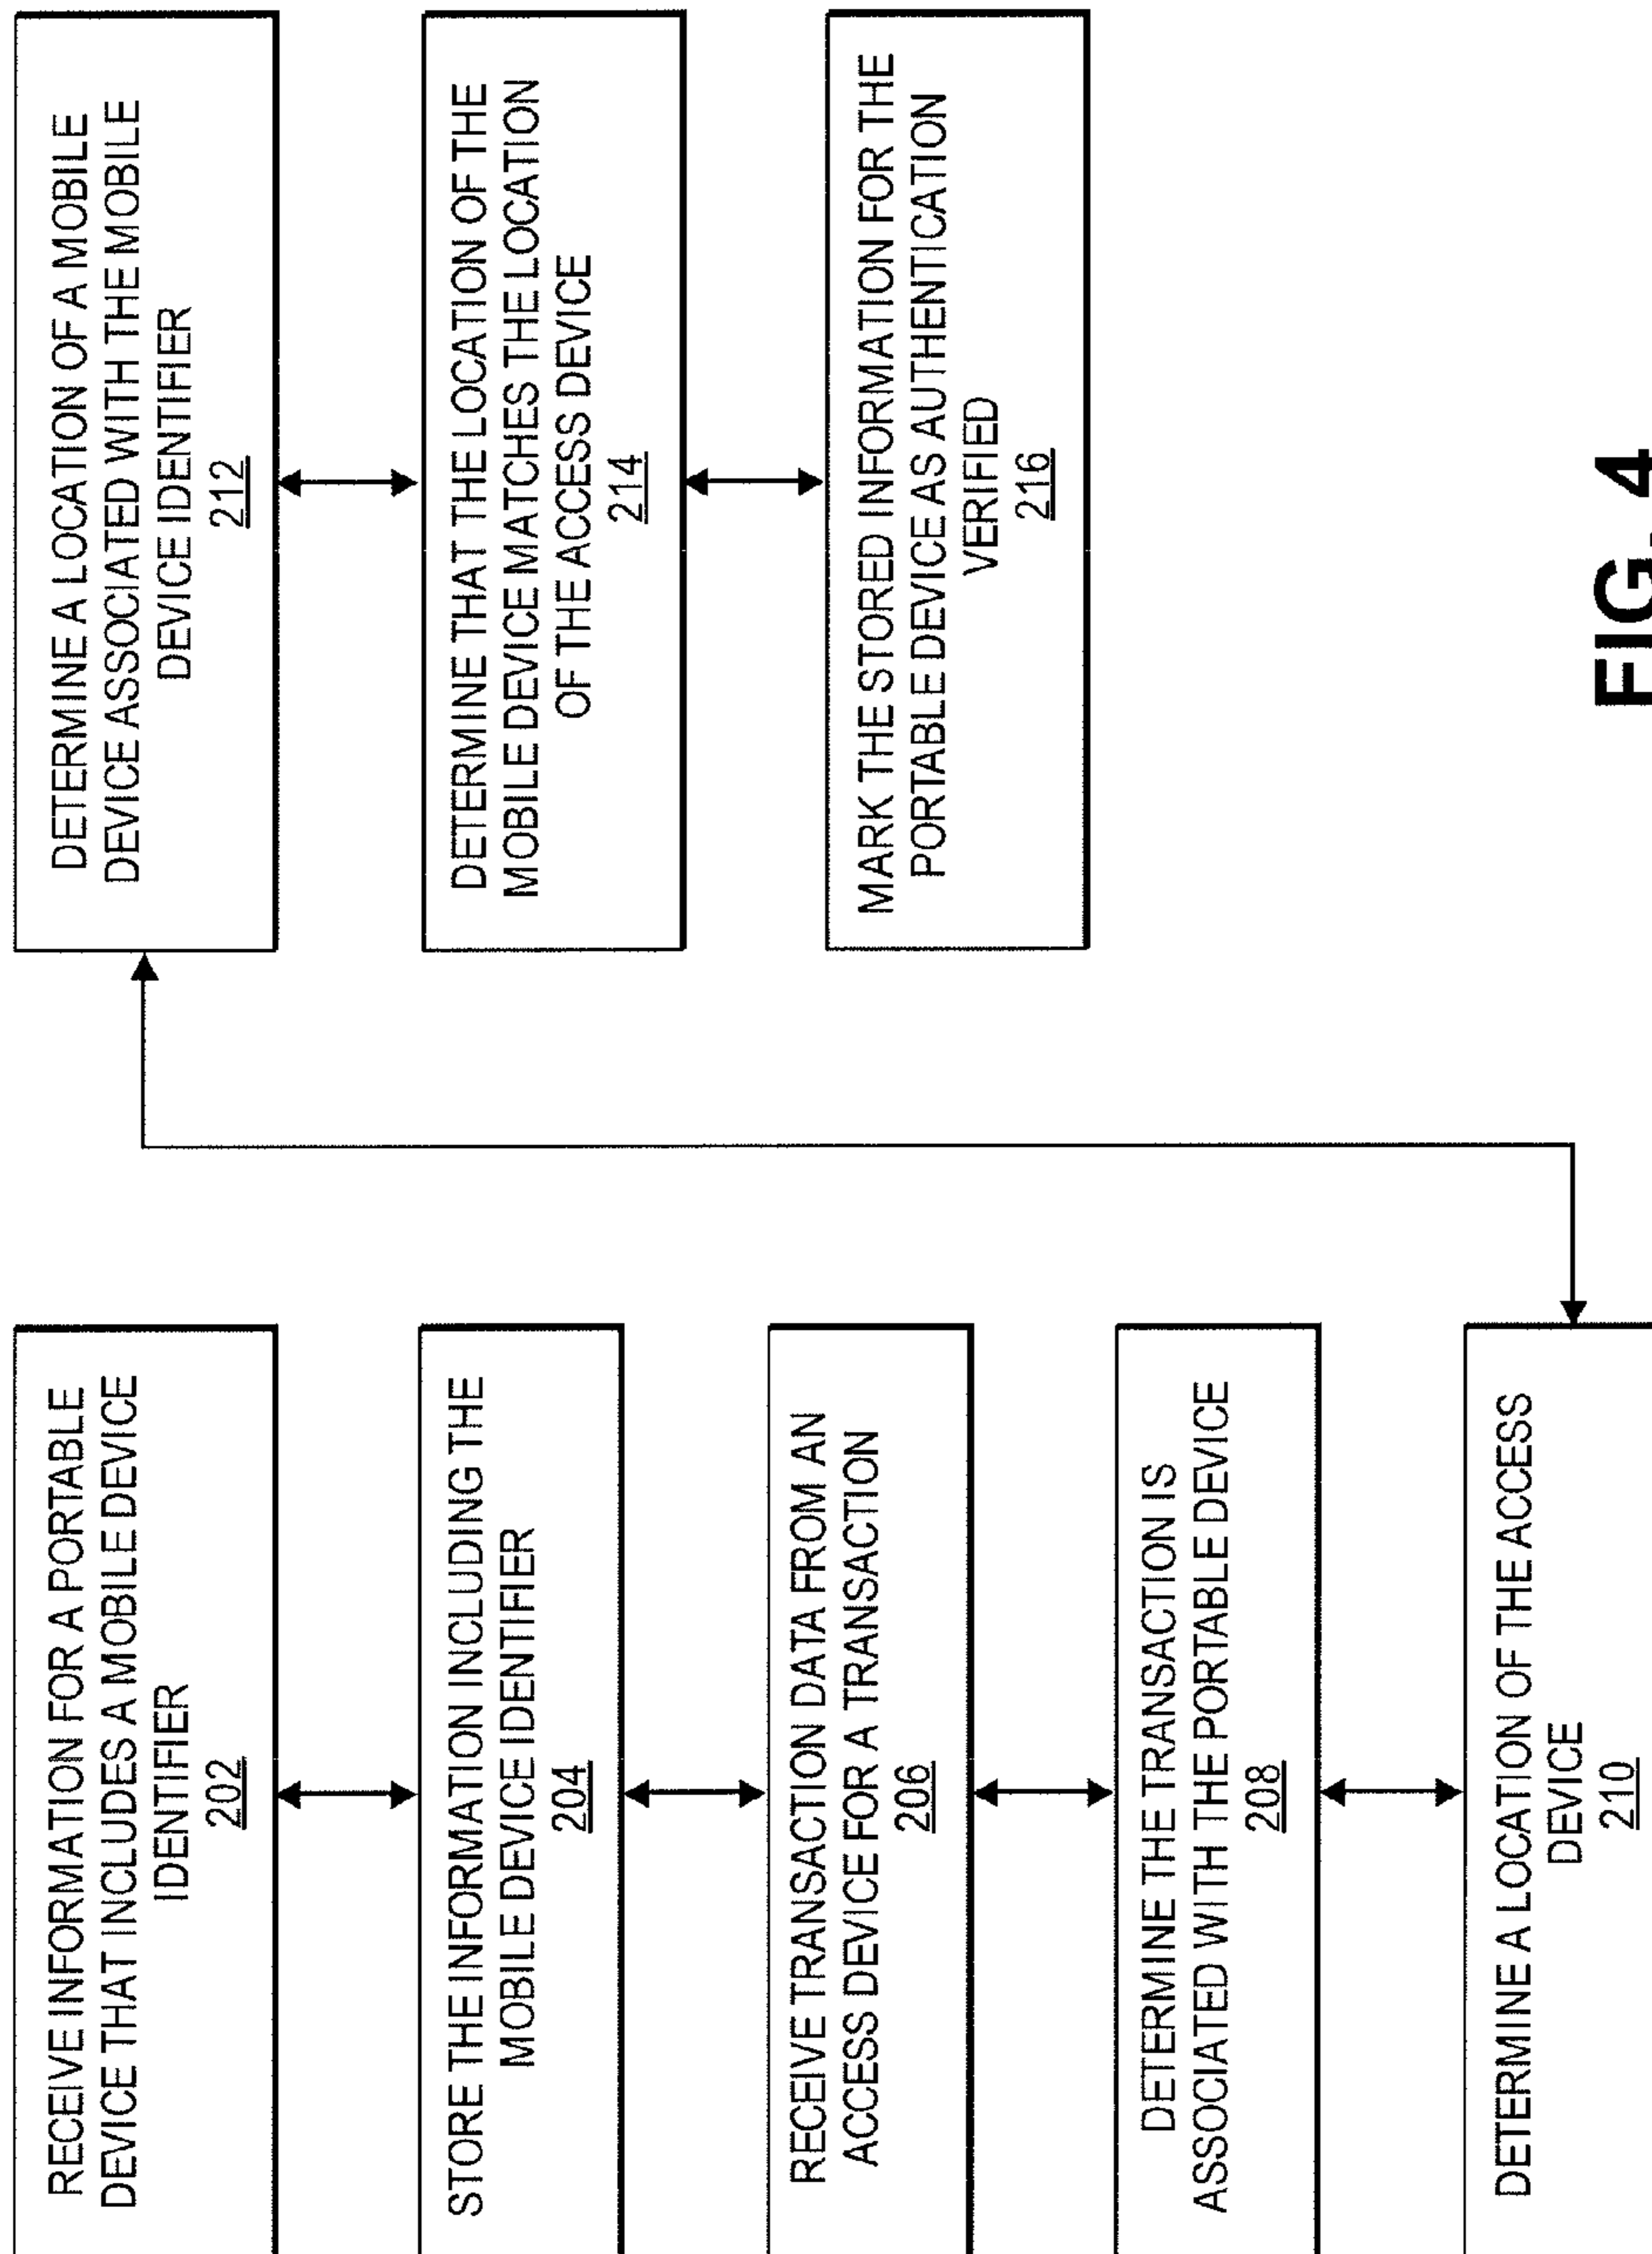 RECEIVE INFORMATION FOR A PORTABLE
DEVICE THAT INCLUDES A MOBILE DEVICE
IDENTIFIER
202
STORE THE INFORMATION INCLUDING THE
MOBILE DEVICE IDENTIFIER
204
RECEIVE TRANSACTION DATA FROM AN
ACCESS DEVICE FOR A TRANSACTION
206
DETERMINE THE TRANSACTION IS
ASSOCIATED WITH THE PORTABLE DEVICE
208
DETERMINE A LOCATION OF THE ACCESS
DEVICE
210
DETERMINE A LOCATION OF A MOBILE
DEVICE ASSOCIATED WITH THE MOBILE
DEVICE IDENTIFIER
212
DETERMINE THAT THE LOCATION OF THE
MOBILE DEVICE MATCHES THE LOCATION
OF THE ACCESS DEVICE
214
MARK THE STORED INFORMATION FOR THE
PORTABLE DEVICE AS AUTHENTICATION
VERIFIED
216
FIG. 4